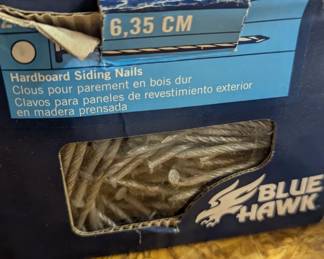 6,35 CM
Hardboard Siding Nails
Clous pour parement en bois dur
Clavos para paneles de revestimiento exterior
en madera prensada
BLUE
HAWK